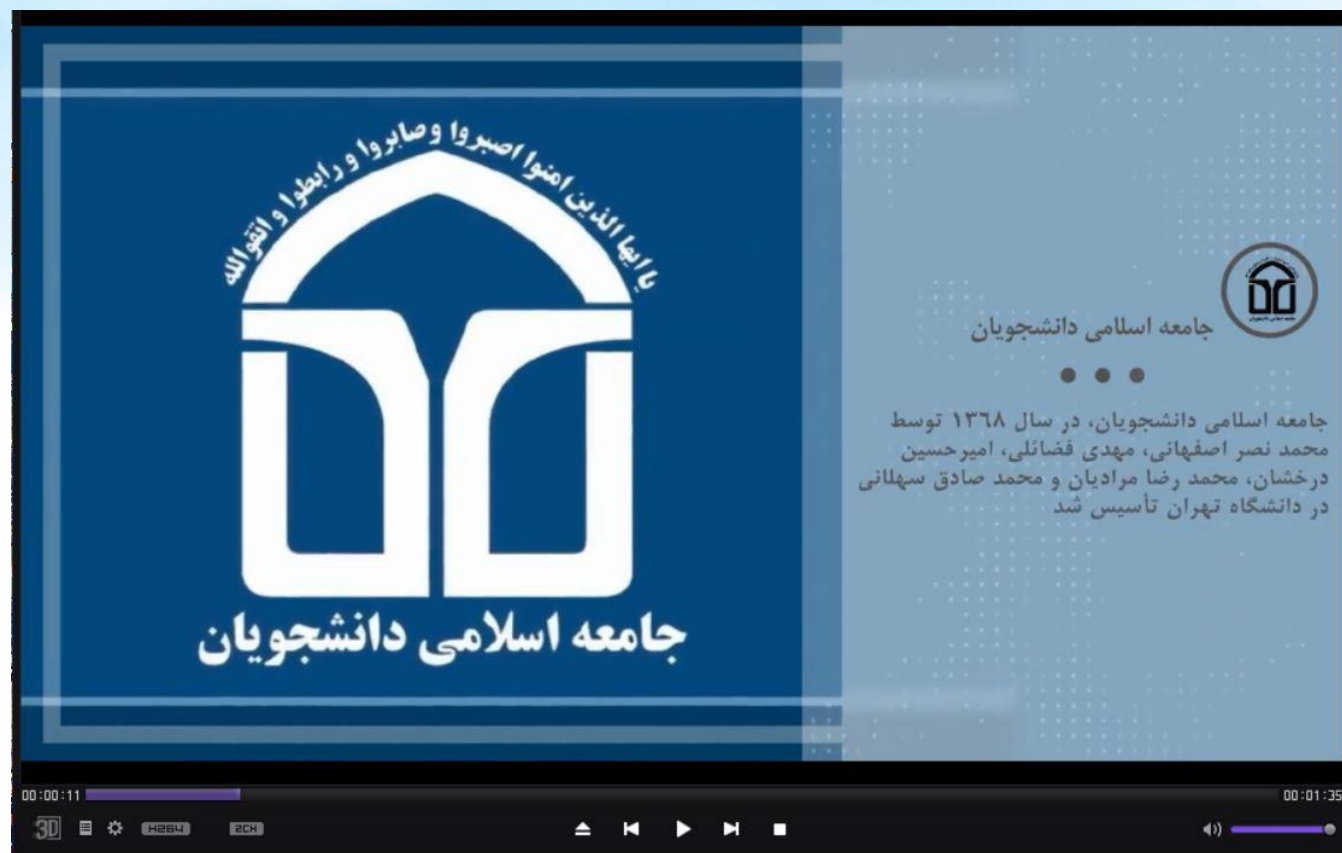 یا ایها الذین امنوا اصبروا وصابروا و رابطوا و اتقوالله
جامعه اسلامی دانشجویان
جامعه اسلامی دانشجویان
جامعه اسلامی دانشجویان، در سال ۱۳٦۸ توسط
محمد نصر اصفهانی، مهدی فضائلی، امیرحسین
درخشان، محمد رضا مرادیان و محمد صادق سهلانی
در دانشگاه تهران تأسیس شد
00:00:11
00:01:35
3D
H264
2CH